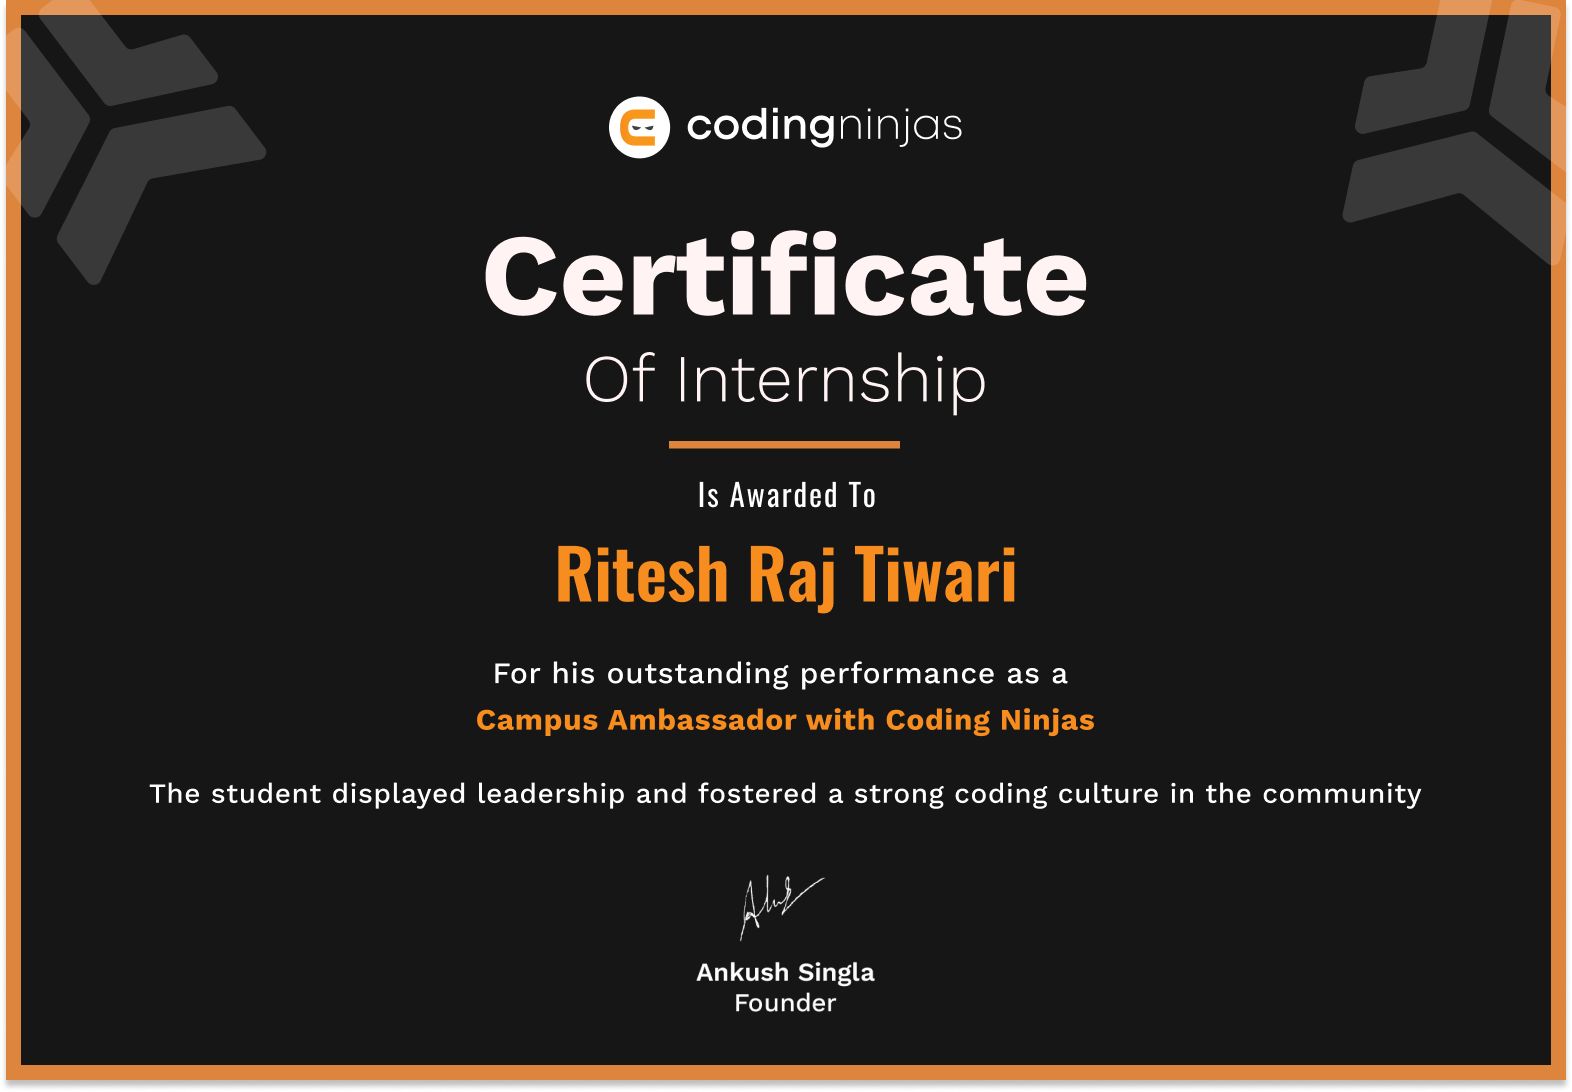 codingninjas
Certificate
Of Internship
Is Awarded To
Ritesh Raj Tiwari
For his outstanding performance as a
Campus Ambassador with Coding Ninjas
The student displayed leadership and fostered a strong coding culture in the community
Ankush Singla
Founder